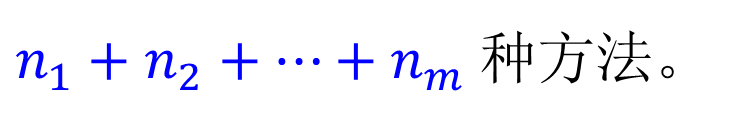 n₁ + n₂ + ⋯ + nₘ 种方法。